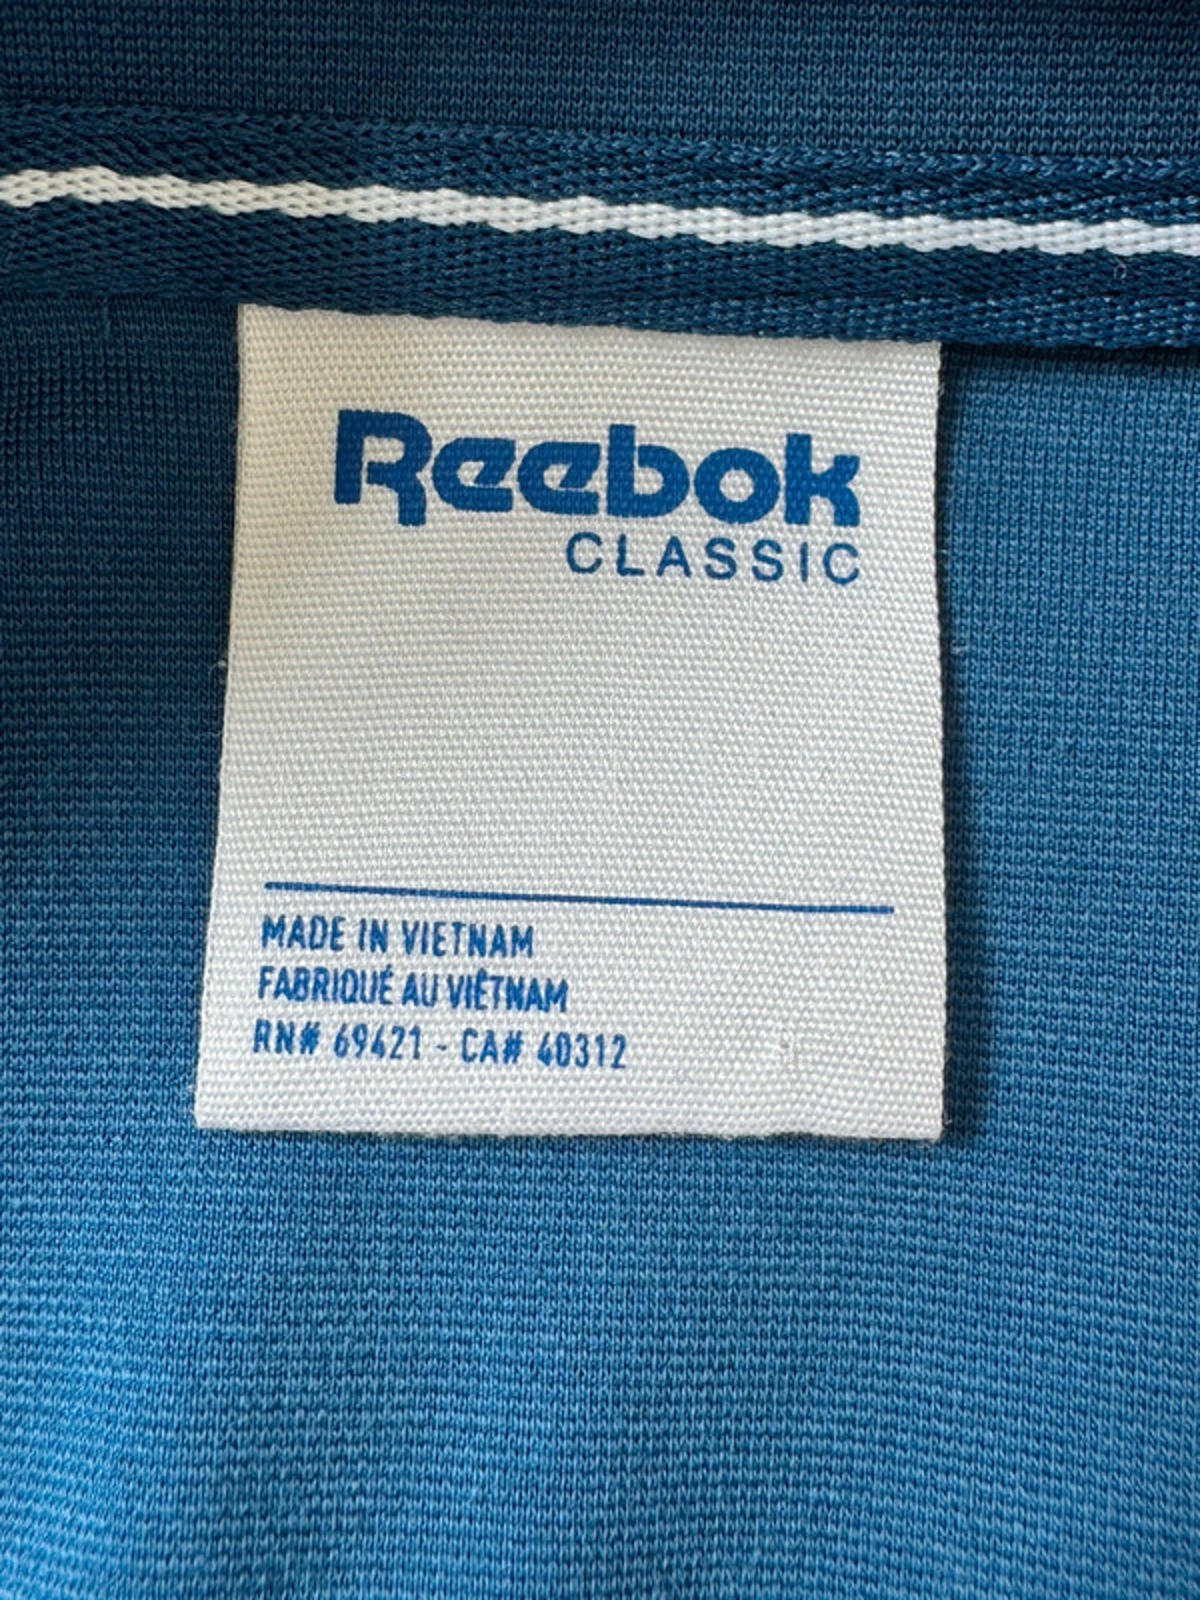 Reebok
CLASSIC
MADE IN VIETNAM
FABRIQUÉ AU VIÊTNAM
RN# 69421 - CA# 40312